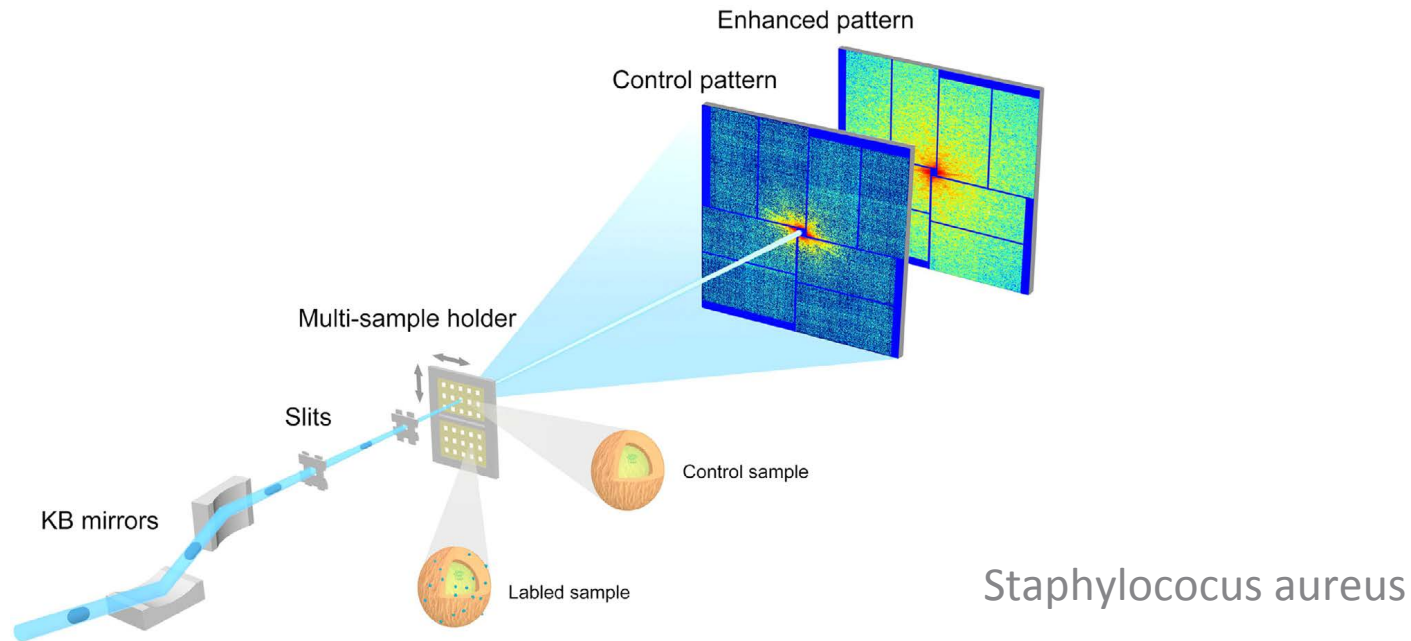 Enhanced pattern
Control pattern
Multi-sample holder
Slits
Control sample
KB mirrors
Labled sample
Staphylococus aureus